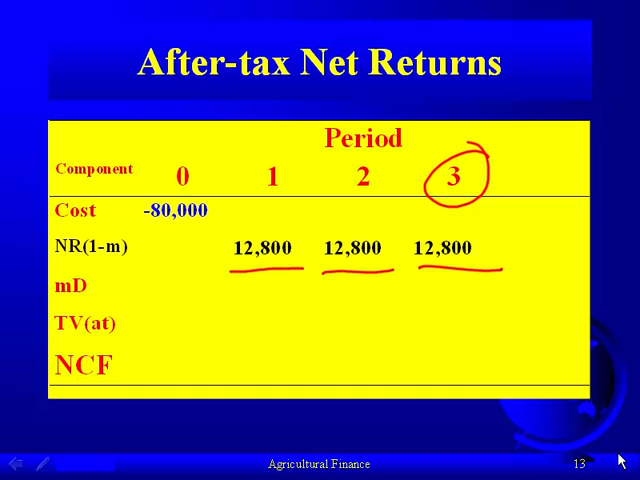 After-tax Net Returns
Period
Component 0 1 2 3
Cost -80,000
NR(1-m) 12,800 12,800 12,800
mD
TV(at)
NCF
Agricultural Finance 13